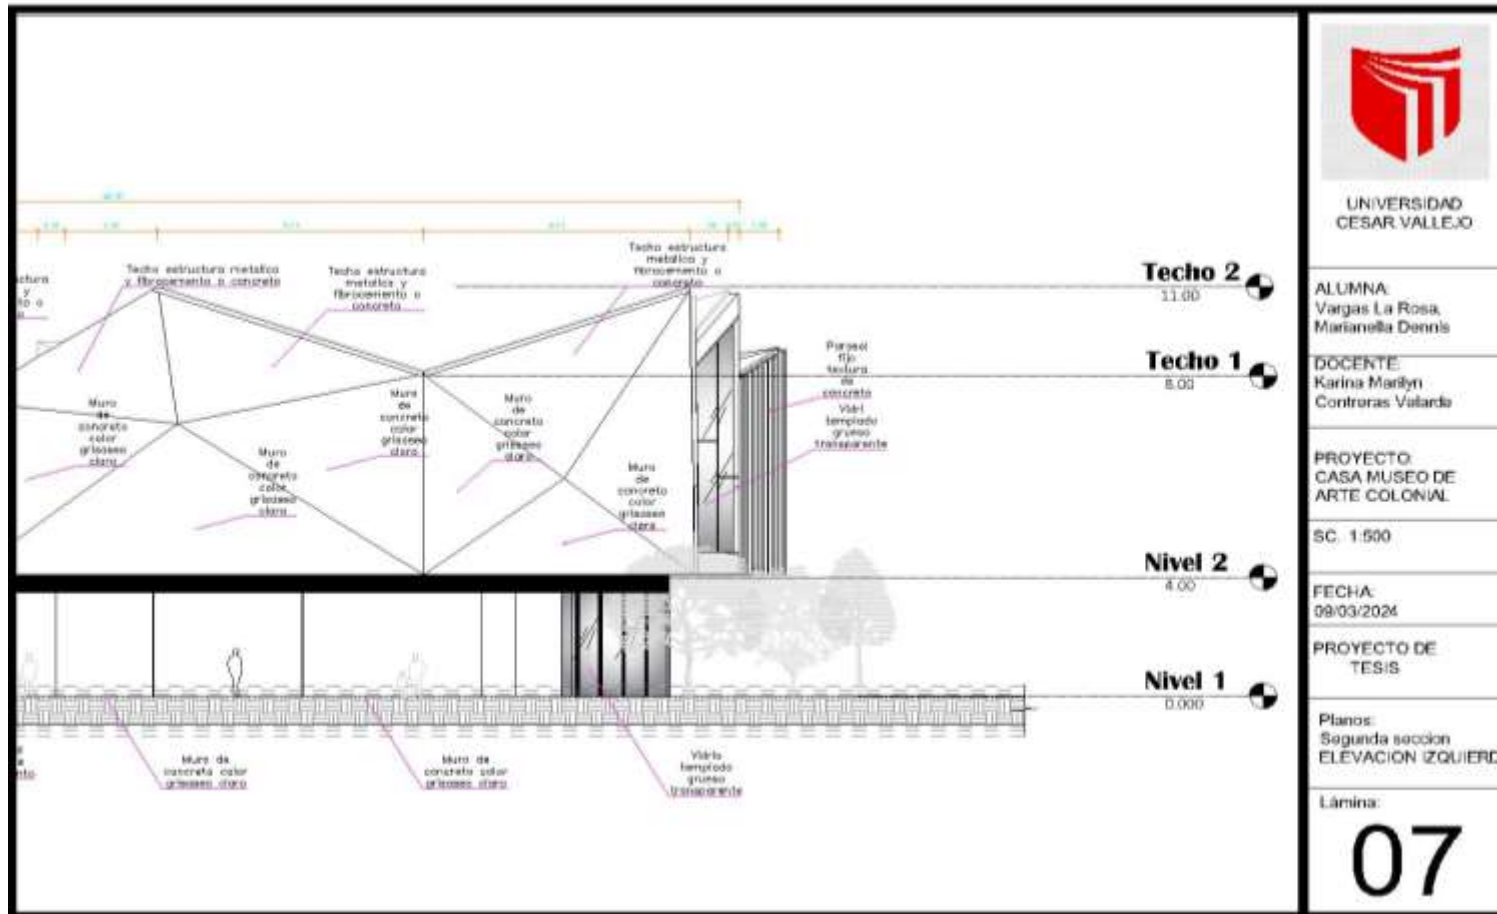 Techo estructura metalica
y fibrocemento o concreto
Techo estructura
metalica y
fibrocemento o
concreto
Techo estructura
metalica y
fibrocemento o
concreto
Muro
de
concreto
color
grisaseo
claro
Muro
de
concreto
color
grisaseo
claro
Muro
de
concreto
color
grisaseo
claro
Muro
de
concreto
color
grisaseo
claro
Muro
de
concreto
color
grisaseo
claro
Parasol
fijo
textura
de
concreto
templado
grueso
transparente
Muro de
concreto color
grisaseo claro
Muro de
concreto color
grisaseo claro
Vidrio
templado
grueso
transparente
Techo 2
11.00
Techo 1
8.00
Nivel 2
4.00
Nivel 1
0.000
UNIVERSIDAD
CESAR VALLEJO
ALUMNA:
Vargas La Rosa,
Marianella Dennis
DOCENTE:
Karina Marilyn
Contreras Velarde
PROYECTO:
CASA MUSEO DE
ARTE COLONIAL
SC. 1:500
FECHA:
09/03/2024
PROYECTO DE
TESIS
Planos:
Segunda seccion
ELEVACION IZQUIERD
Lámina:
07